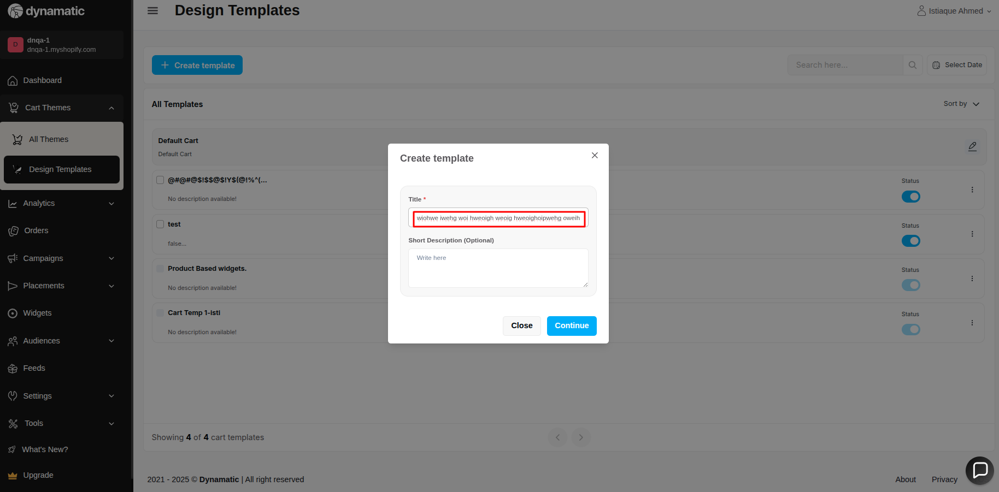 dynamatic
Design Templates
Istiaque Ahmed
D
dnqa-1
dnqa-1.myshopify.com
Create template
Search here...
Select Date
Dashboard
Cart Themes
All Themes
Design Templates
Analytics
Orders
Campaigns
Placements
Widgets
Audiences
Feeds
Settings
Tools
What's New?
Upgrade
All Templates
Sort by
Default Cart
Default Cart
@#@#@$!$$@$!Y$(@!%^(...
No description available!
Status
test
false...
Status
Product Based widgets.
No description available!
Status
Cart Temp 1-isti
No description available!
Status
Create template
Title *
wiohwe iwehg woi hweoigh weoig hweoighoipwehg oweih
Short Description (Optional)
Write here
Close
Continue
Showing 4 of 4 cart templates
2021 - 2025 © Dynamatic | All right reserved
About
Privacy